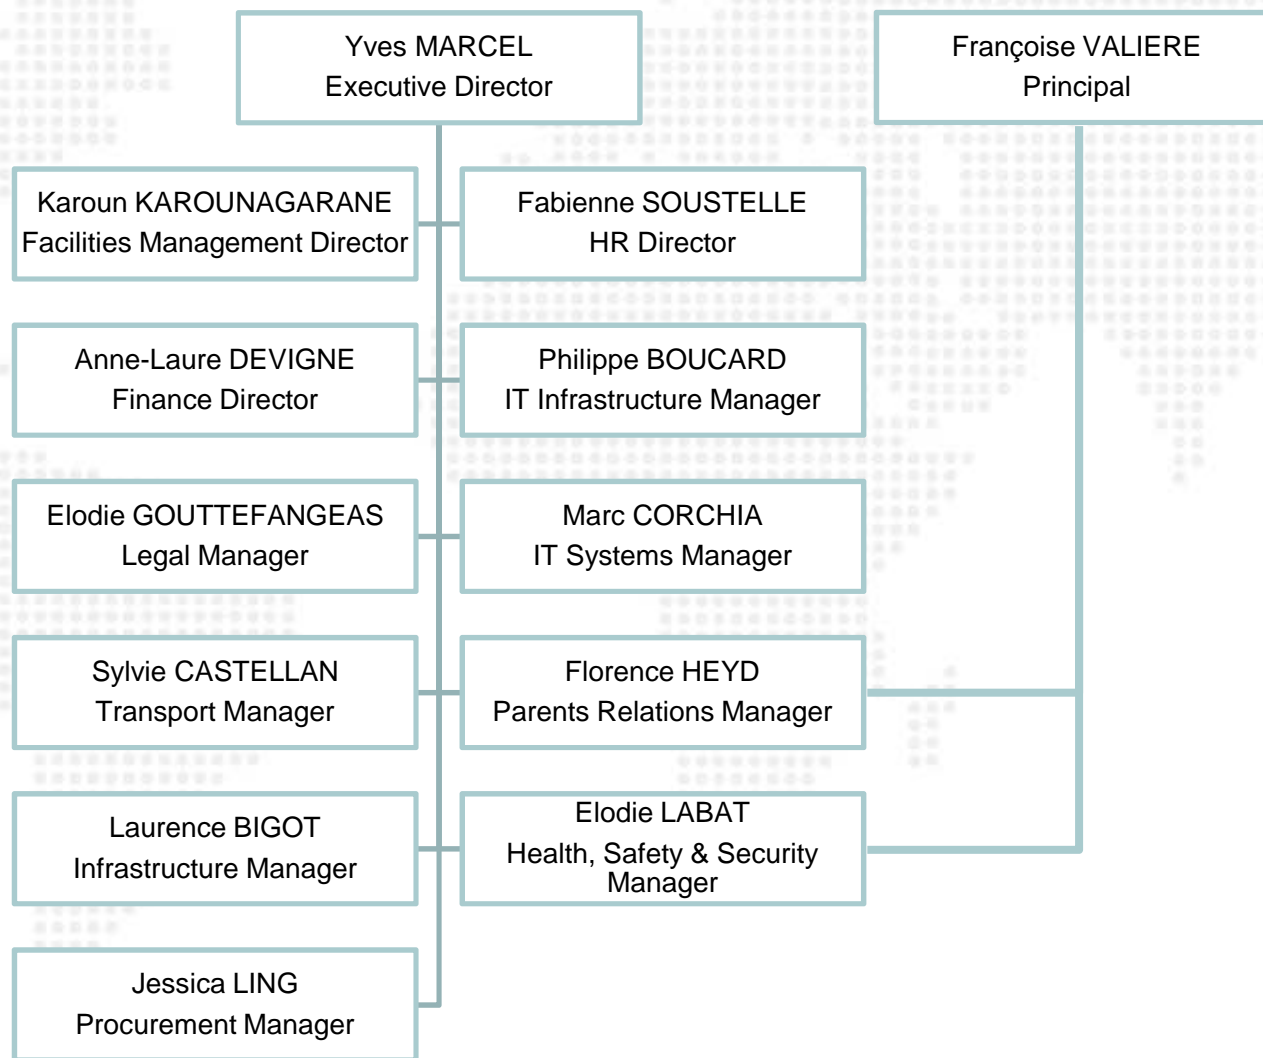 Yves MARCEL
Executive Director
Françoise VALIERE
Principal
Karoun KAROUNAGARANE
Facilities Management Director
Fabienne SOUSTELLE
HR Director
Anne-Laure DEVIGNE
Finance Director
Philippe BOUCARD
IT Infrastructure Manager
Elodie GOUTTEFANGEAS
Legal Manager
Marc CORCHIA
IT Systems Manager
Sylvie CASTELLAN
Transport Manager
Florence HEYD
Parents Relations Manager
Laurence BIGOT
Infrastructure Manager
Elodie LABAT
Health, Safety & Security
Manager
Jessica LING
Procurement Manager